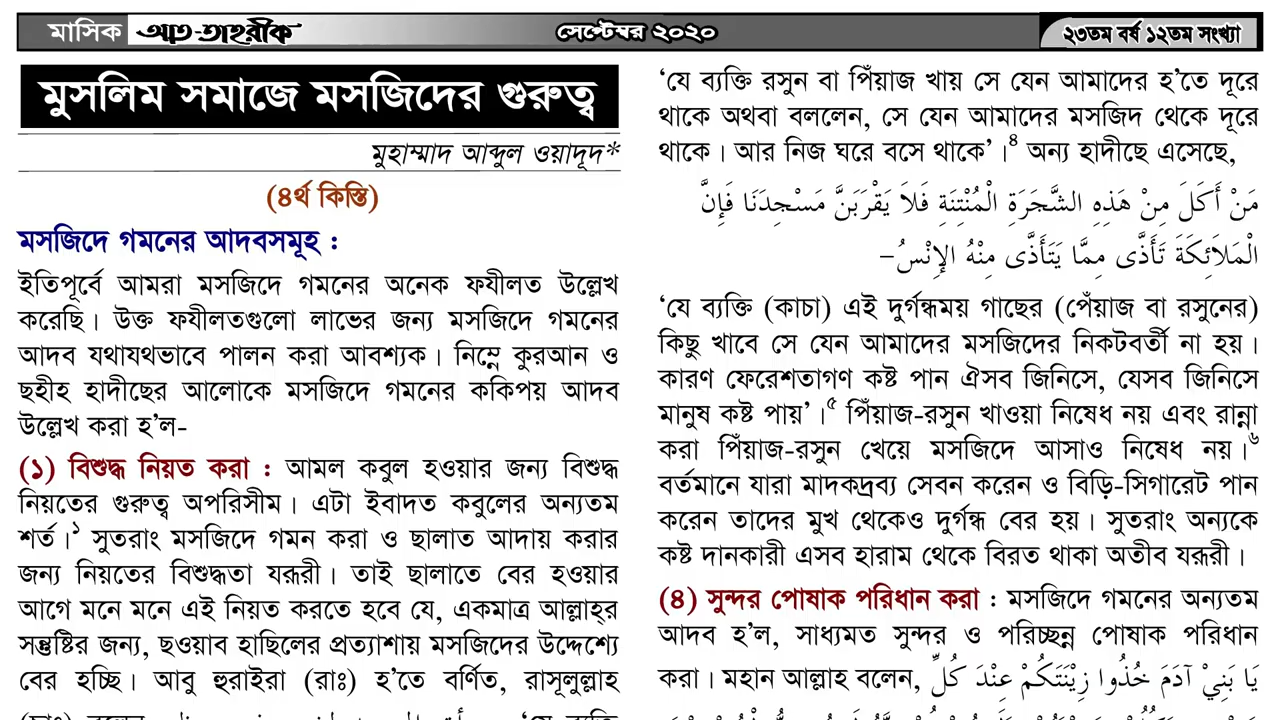 মাসিক আত-তাহরীক সেপ্টেম্বর ২০২০ ২৩তম বর্ষ ১২তম সংখ্যা
মুসলিম সমাজে মসজিদের গুরুত্ব
মুহাম্মাদ আব্দুল ওয়াদূদ*
(৪র্থ কিস্তি)
মসজিদে গমনের আদবসমূহ :
ইতিপূর্বে আমরা মসজিদে গমনের অনেক ফযীলত উল্লেখ
করেছি। উক্ত ফযীলতগুলো লাভের জন্য মসজিদে গমনের
আদব যথাযথভাবে পালন করা আবশ্যক। নিম্নে কুরআন ও
ছহীহ হাদীছের আলোকে মসজিদে গমনের ককিপয় আদব
উল্লেখ করা হ’ল-
(১) বিশুদ্ধ নিয়ত করা : আমল কবুল হওয়ার জন্য বিশুদ্ধ
নিয়তের গুরুত্ব অপরিসীম। এটা ইবাদত কবুলের অন্যতম
শর্ত।১ সুতরাং মসজিদে গমন করা ও ছালাত আদায় করার
জন্য নিয়তের বিশুদ্ধতা যরূরী। তাই ছালাতে বের হওয়ার
আগে মনে মনে এই নিয়ত করতে হবে যে, একমাত্র আল্লাহ্‌র
সন্তুষ্টির জন্য, ছওয়াব হাছিলের প্রত্যাশায় মসজিদের উদ্দেশ্যে
বের হচ্ছি। আবু হুরাইরা (রাঃ) হ’তে বর্ণিত, রাসূলুল্লাহ
‘যে ব্যক্তি রসুন বা পিঁয়াজ খায় সে যেন আমাদের হ’তে দূরে
থাকে অথবা বললেন, সে যেন আমাদের মসজিদ থেকে দূরে
থাকে। আর নিজ ঘরে বসে থাকে’।৪ অন্য হাদীছে এসেছে,
مَنْ أَكَلَ مِنْ هَذِهِ الشَّجَرَةِ الْمُنْتِنَةِ فَلاَ يَقْرَبَنَّ مَسْجِدَنَا فَإِنَّ
الْمَلاَئِكَةَ تَأَذَّى مِمَّا يَتَأَذَّى مِنْهُ الإِنْسُ-
‘যে ব্যক্তি (কাচা) এই দুর্গন্ধময় গাছের (পেঁয়াজ বা রসুনের)
কিছু খাবে সে যেন আমাদের মসজিদের নিকটবর্তী না হয়।
কারণ ফেরেশতাগণ কষ্ট পান ঐসব জিনিসে, যেসব জিনিসে
মানুষ কষ্ট পায়’।৫ পিঁয়াজ-রসুন খাওয়া নিষেধ নয় এবং রান্না
করা পিঁয়াজ-রসুন খেয়ে মসজিদে আসাও নিষেধ নয়।৬
বর্তমানে যারা মাদকদ্রব্য সেবন করেন ও বিড়ি-সিগারেট পান
করেন তাদের মুখ থেকেও দুর্গন্ধ বের হয়। সুতরাং অন্যকে
কষ্ট দানকারী এসব হারাম থেকে বিরত থাকা অতীব যরূরী।
(৪) সুন্দর পোষাক পরিধান করা : মসজিদে গমনের অন্যতম
আদব হ’ল, সাধ্যমত সুন্দর ও পরিচ্ছন্ন পোষাক পরিধান
করা। মহান আল্লাহ বলেন, يَا بَنِيْ آدَمَ خُذُوا زِيْنَتَكُمْ عِنْدَ كُلِّ